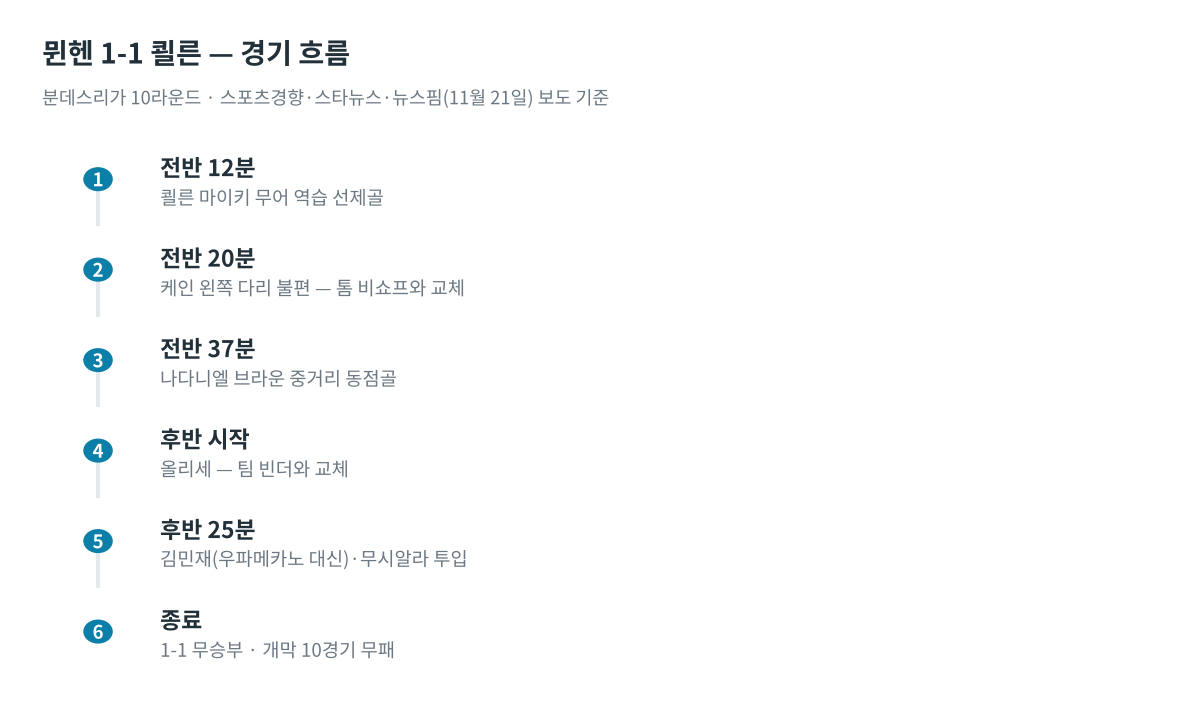 뮌헨 1-1 쾰른 — 경기 흐름
분데스리가 10라운드 · 스포츠경향·스타뉴스·뉴스핌(11월 21일) 보도 기준
1
전반 12분
쾰른 마이키 무어 역습 선제골
2
전반 20분
케인 왼쪽 다리 불편 — 톰 비쇼프와 교체
3
전반 37분
나다니엘 브라운 중거리 동점골
4
후반 시작
올리세 — 팀 빈더와 교체
5
후반 25분
김민재(우파메카노 대신)·무시알라 투입
6
종료
1-1 무승부 · 개막 10경기 무패